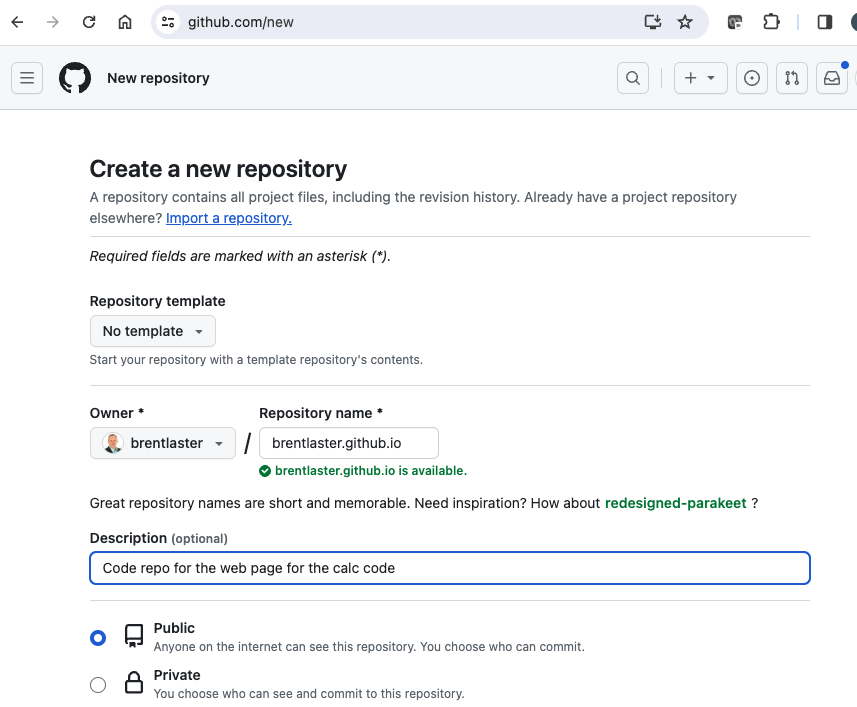 github.com/new
New repository
Create a new repository
A repository contains all project files, including the revision history. Already have a project repository
elsewhere? Import a repository.
Required fields are marked with an asterisk (*).
Repository template
No template
Start your repository with a template repository's contents.
Owner * Repository name *
brentlaster / brentlaster.github.io
brentlaster.github.io is available.
Great repository names are short and memorable. Need inspiration? How about redesigned-parakeet ?
Description (optional)
Code repo for the web page for the calc code
Public
Anyone on the internet can see this repository. You choose who can commit.
Private
You choose who can see and commit to this repository.